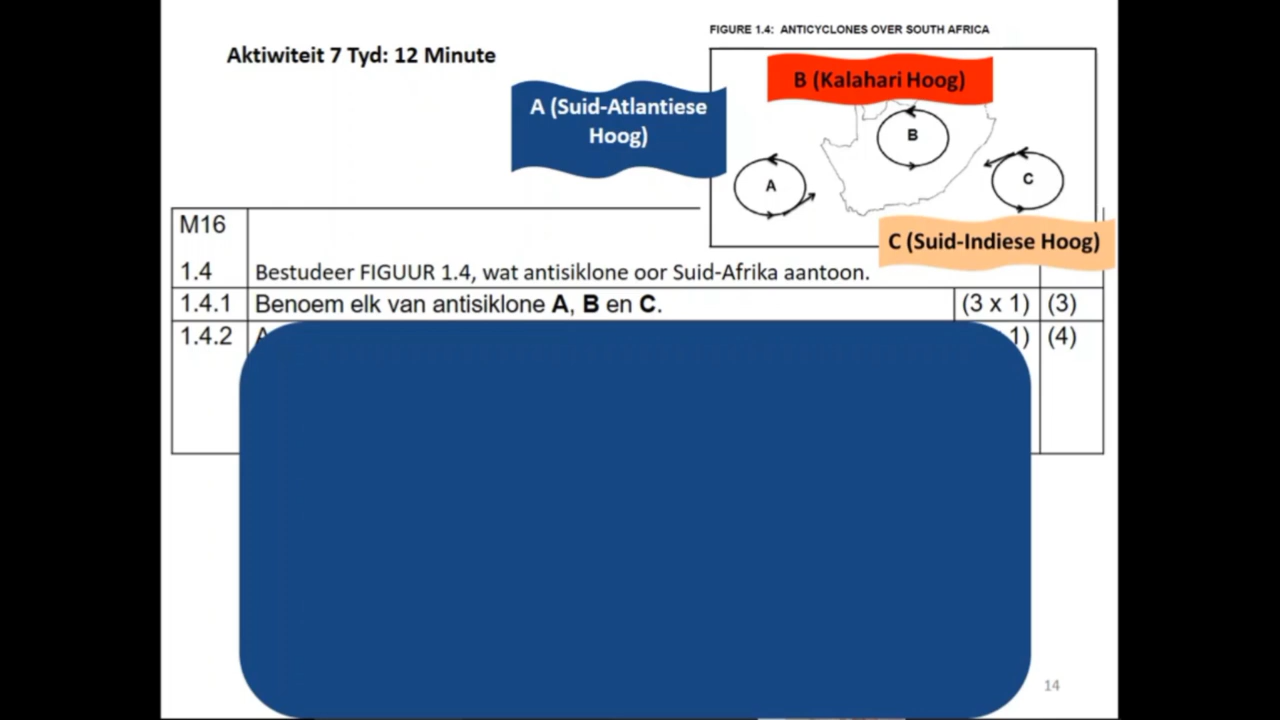 FIGURE 1.4: ANTICYCLONES OVER SOUTH AFRICA
Aktiwiteit 7 Tyd: 12 Minute
B (Kalahari Hoog)
A (Suid-Atlantiese
Hoog)
B
A
C
C (Suid-Indiese Hoog)
M16
1.4 Bestudeer FIGUUR 1.4, wat antisiklone oor Suid-Afrika aantoon.
1.4.1 Benoem elk van antisiklone A, B en C. (3 x 1) (3)
1.4.2 1) (4)
14